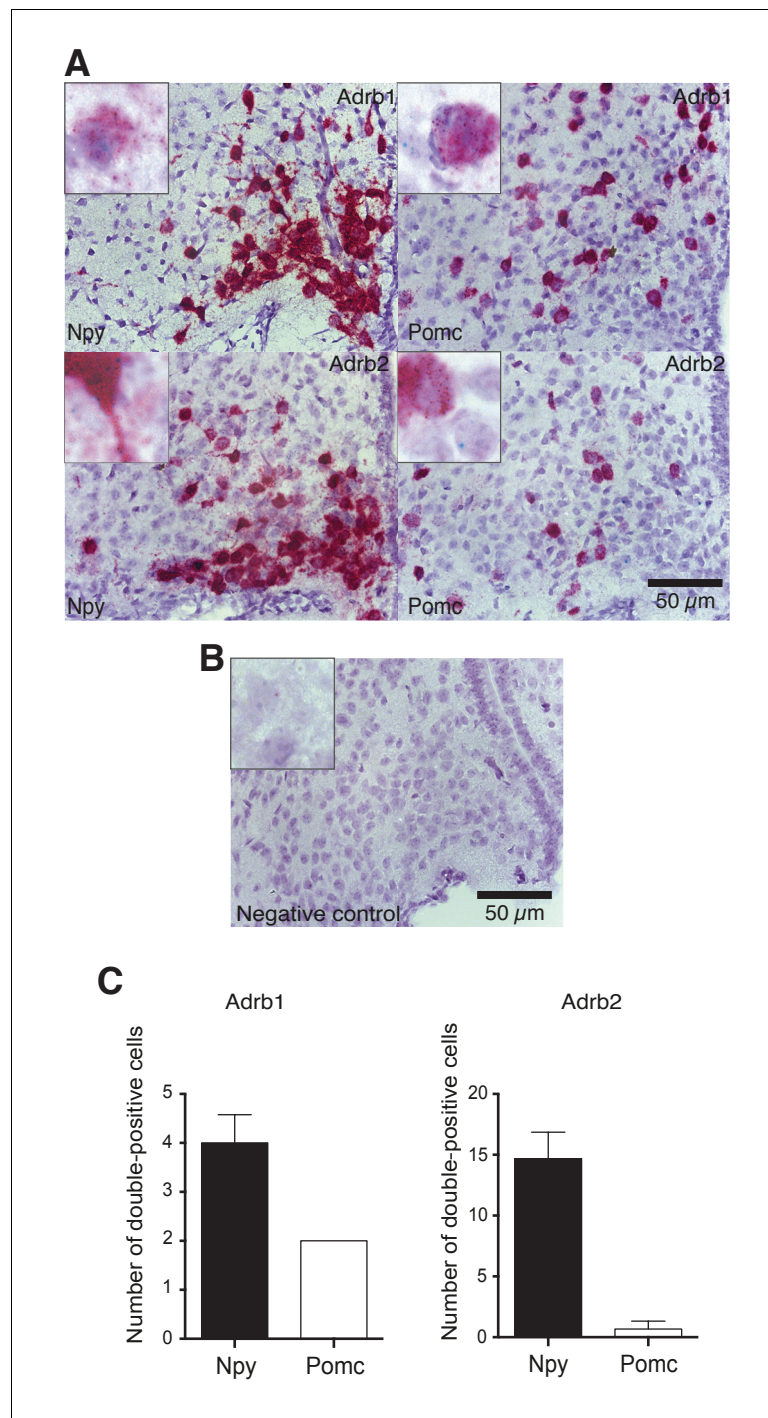 A
Adrb1
Adrb1
Npy
Pomc
Adrb2
Adrb2
Npy
Pomc
50 µm
B
Negative control
50 µm
C
Adrb1
Adrb2
Number of double-positive cells
5
4
3
2
1
0
Npy
Pomc
Number of double-positive cells
20
15
10
5
0
Npy
Pomc